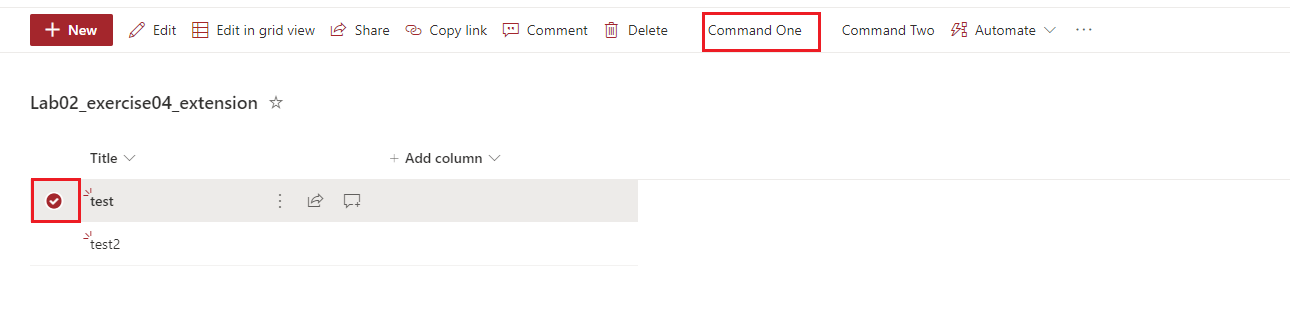 New Edit Edit in grid view Share Copy link Comment Delete Command One Command Two Automate
Lab02_exercise04_extension
Title Add column
test
test2